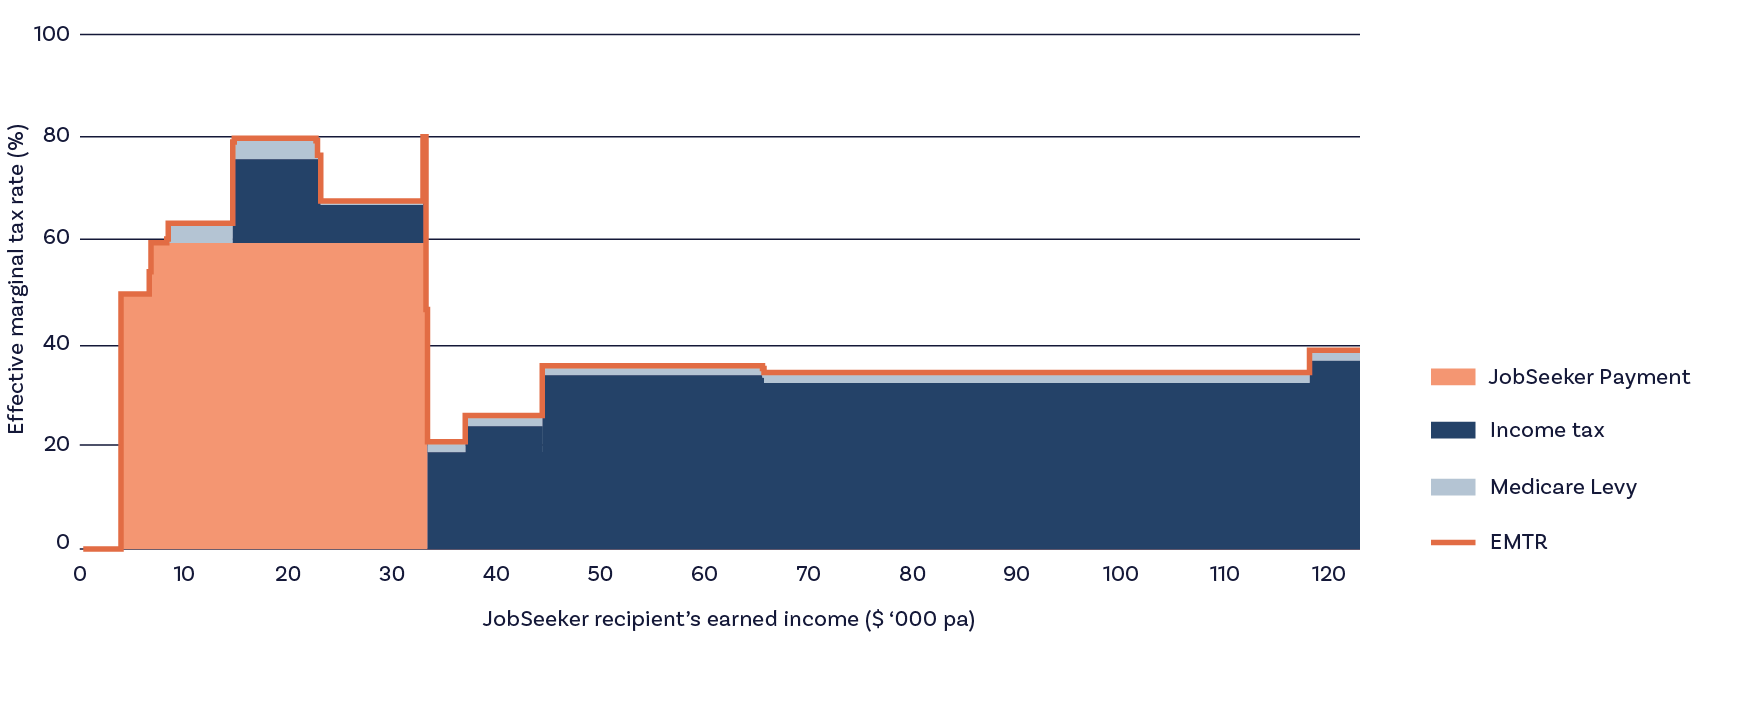 Effective marginal tax rate (%)
100
80
60
40
20
0
0 10 20 30 40 50 60 70 80 90 100 110 120
JobSeeker recipient’s earned income ($ ‘000 pa)
JobSeeker Payment
Income tax
Medicare Levy
EMTR